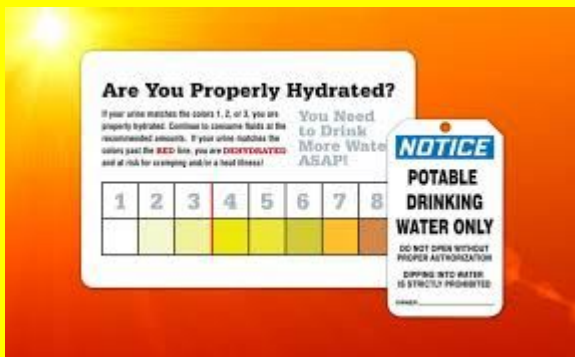 Are You Properly Hydrated?
If your urine matches the colors 1, 2, or 3, you are
properly hydrated. Continue to consume fluids at the
recommended amounts. If your urine matches the
colors past the RED line, you are DEHYDRATED
and at risk for cramping and/or a heat illness!
You Need
to Drink
More Wate
ASAP!
1 2 3 4 5 6 7 8
NOTICE
POTABLE
DRINKING
WATER ONLY
DO NOT OPEN WITHOUT
PROPER AUTHORIZATION
DIPPING INTO WATER
IS STRICTLY PROHIBITED